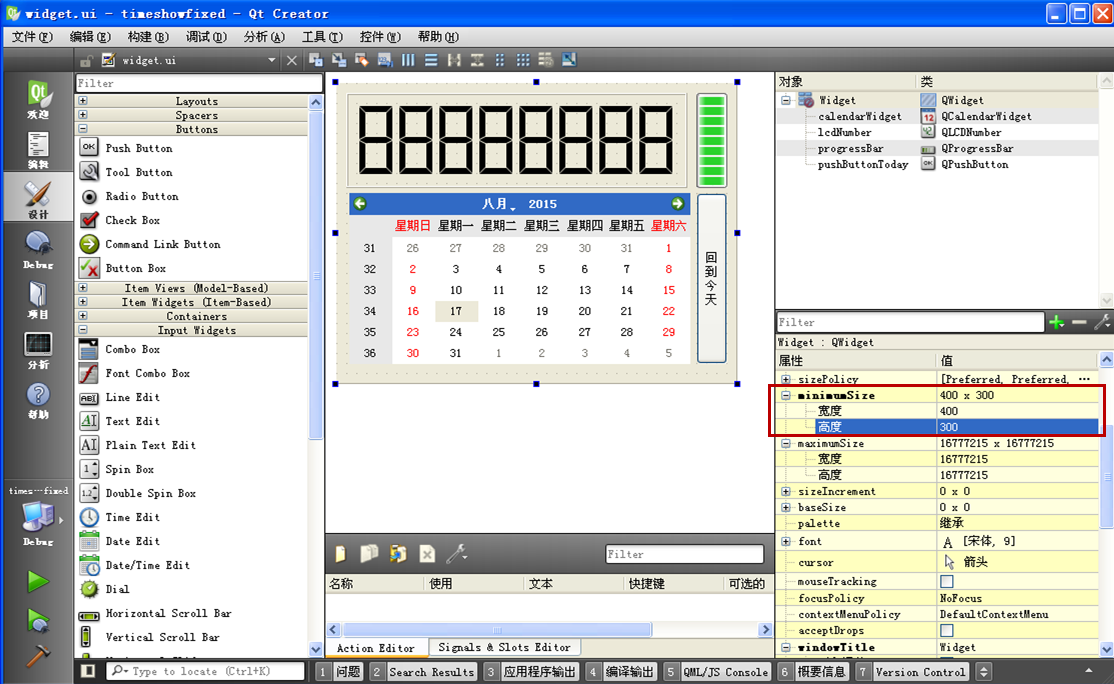 widget.ui - timeshowfixed - Qt Creator
文件(F) 编辑(E) 构建(B) 调试(D) 分析(A) 工具(T) 控件(W) 帮助(H)
widget.ui
欢迎
编辑
设计
Debug
项目
分析
帮助
times…fixed
Debug
Filter
Layouts
Spacers
Buttons
OK Push Button
Tool Button
Radio Button
Check Box
Command Link Button
Button Box
Item Views (Model-Based)
Item Widgets (Item-Based)
Containers
Input Widgets
Combo Box
Font Combo Box
ABI Line Edit
AI Text Edit
AI Plain Text Edit
1 Spin Box
1.2 Double Spin Box
Time Edit
Date Edit
Date/Time Edit
Dial
Horizontal Scroll Bar
Vertical Scroll Bar
88888888
八月, 2015
星期日 星期一 星期二 星期三 星期四 星期五 星期六
31 26 27 28 29 30 31 1
32 2 3 4 5 6 7 8
33 9 10 11 12 13 14 15
34 16 17 18 19 20 21 22
35 23 24 25 26 27 28 29
36 30 31 1 2 3 4 5
回到今天
Filter
名称 使用 文本 快捷键 可选的
Action Editor Signals & Slots Editor
对象 类
Widget QWidget
calendarWidget 12 QCalendarWidget
lcdNumber 42 QLCDNumber
progressBar QProgressBar
pushButtonToday OK QPushButton
Filter
Widget : QWidget
属性 值
sizePolicy [Preferred, Preferred, …
minimumSize 400 x 300
宽度 400
高度 300
maximumSize 16777215 x 16777215
宽度 16777215
高度 16777215
sizeIncrement 0 x 0
baseSize 0 x 0
palette 继承
font A [宋体, 9]
cursor 箭头
mouseTracking
focusPolicy NoFocus
contextMenuPolicy DefaultContextMenu
acceptDrops
windowTitle Widget
Type to locate (Ctrl+K) 1 问题 2 Search Results 3 应用程序输出 4 编译输出 5 QML/JS Console 6 概要信息 7 Version Control